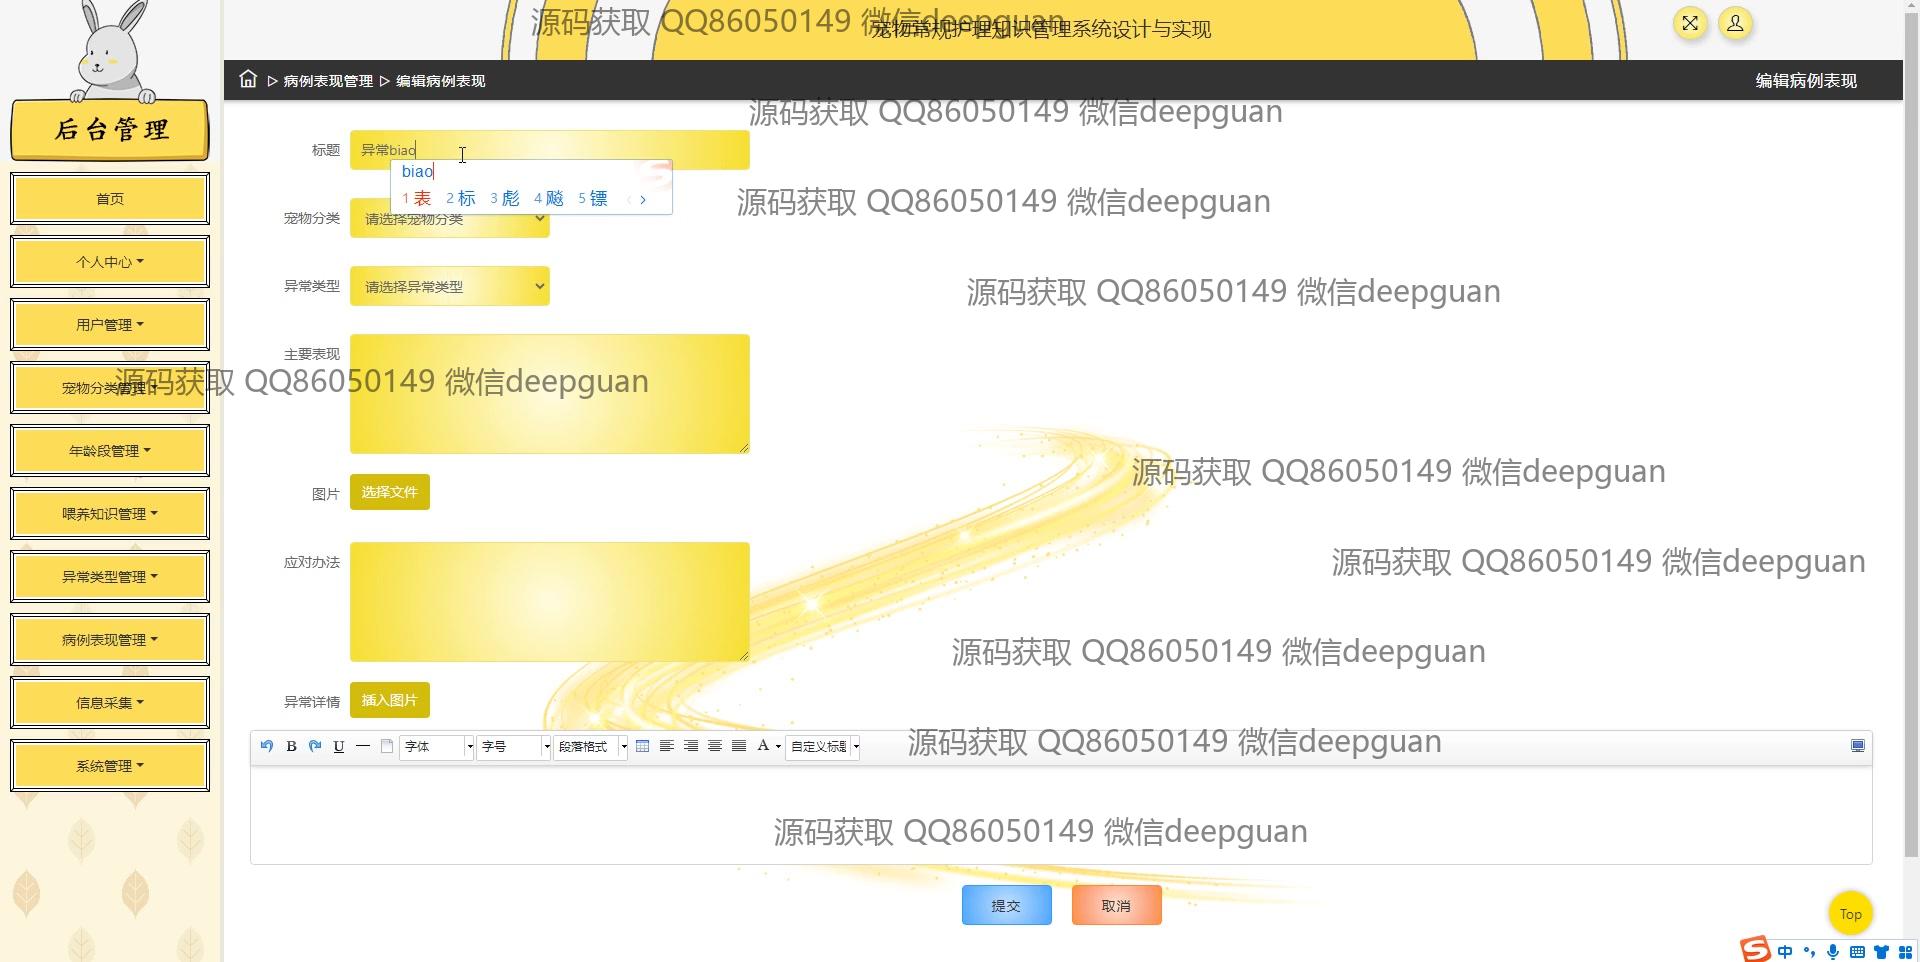 源码获取 QQ86050149 微信deepguan
宠物常规护理知识管理系统设计与实现
后台管理
病例表现管理 编辑病例表现
编辑病例表现
源码获取 QQ86050149 微信deepguan
标题
异常biao
biao
1 表 2 标 3 彪 4 飚 5 镖
源码获取 QQ86050149 微信deepguan
首页
宠物分类
请选择宠物分类
个人中心
异常类型
请选择异常类型
源码获取 QQ86050149 微信deepguan
用户管理
主要表现
宠物分类管理
源码获取 QQ86050149 微信deepguan
年龄段管理
源码获取 QQ86050149 微信deepguan
图片
选择文件
喂养知识管理
应对办法
源码获取 QQ86050149 微信deepguan
异常类型管理
病例表现管理
源码获取 QQ86050149 微信deepguan
异常详情
插入图片
信息采集
B U 字体 字号 段落格式 A 自定义标题
源码获取 QQ86050149 微信deepguan
系统管理
源码获取 QQ86050149 微信deepguan
提交
取消
Top
中